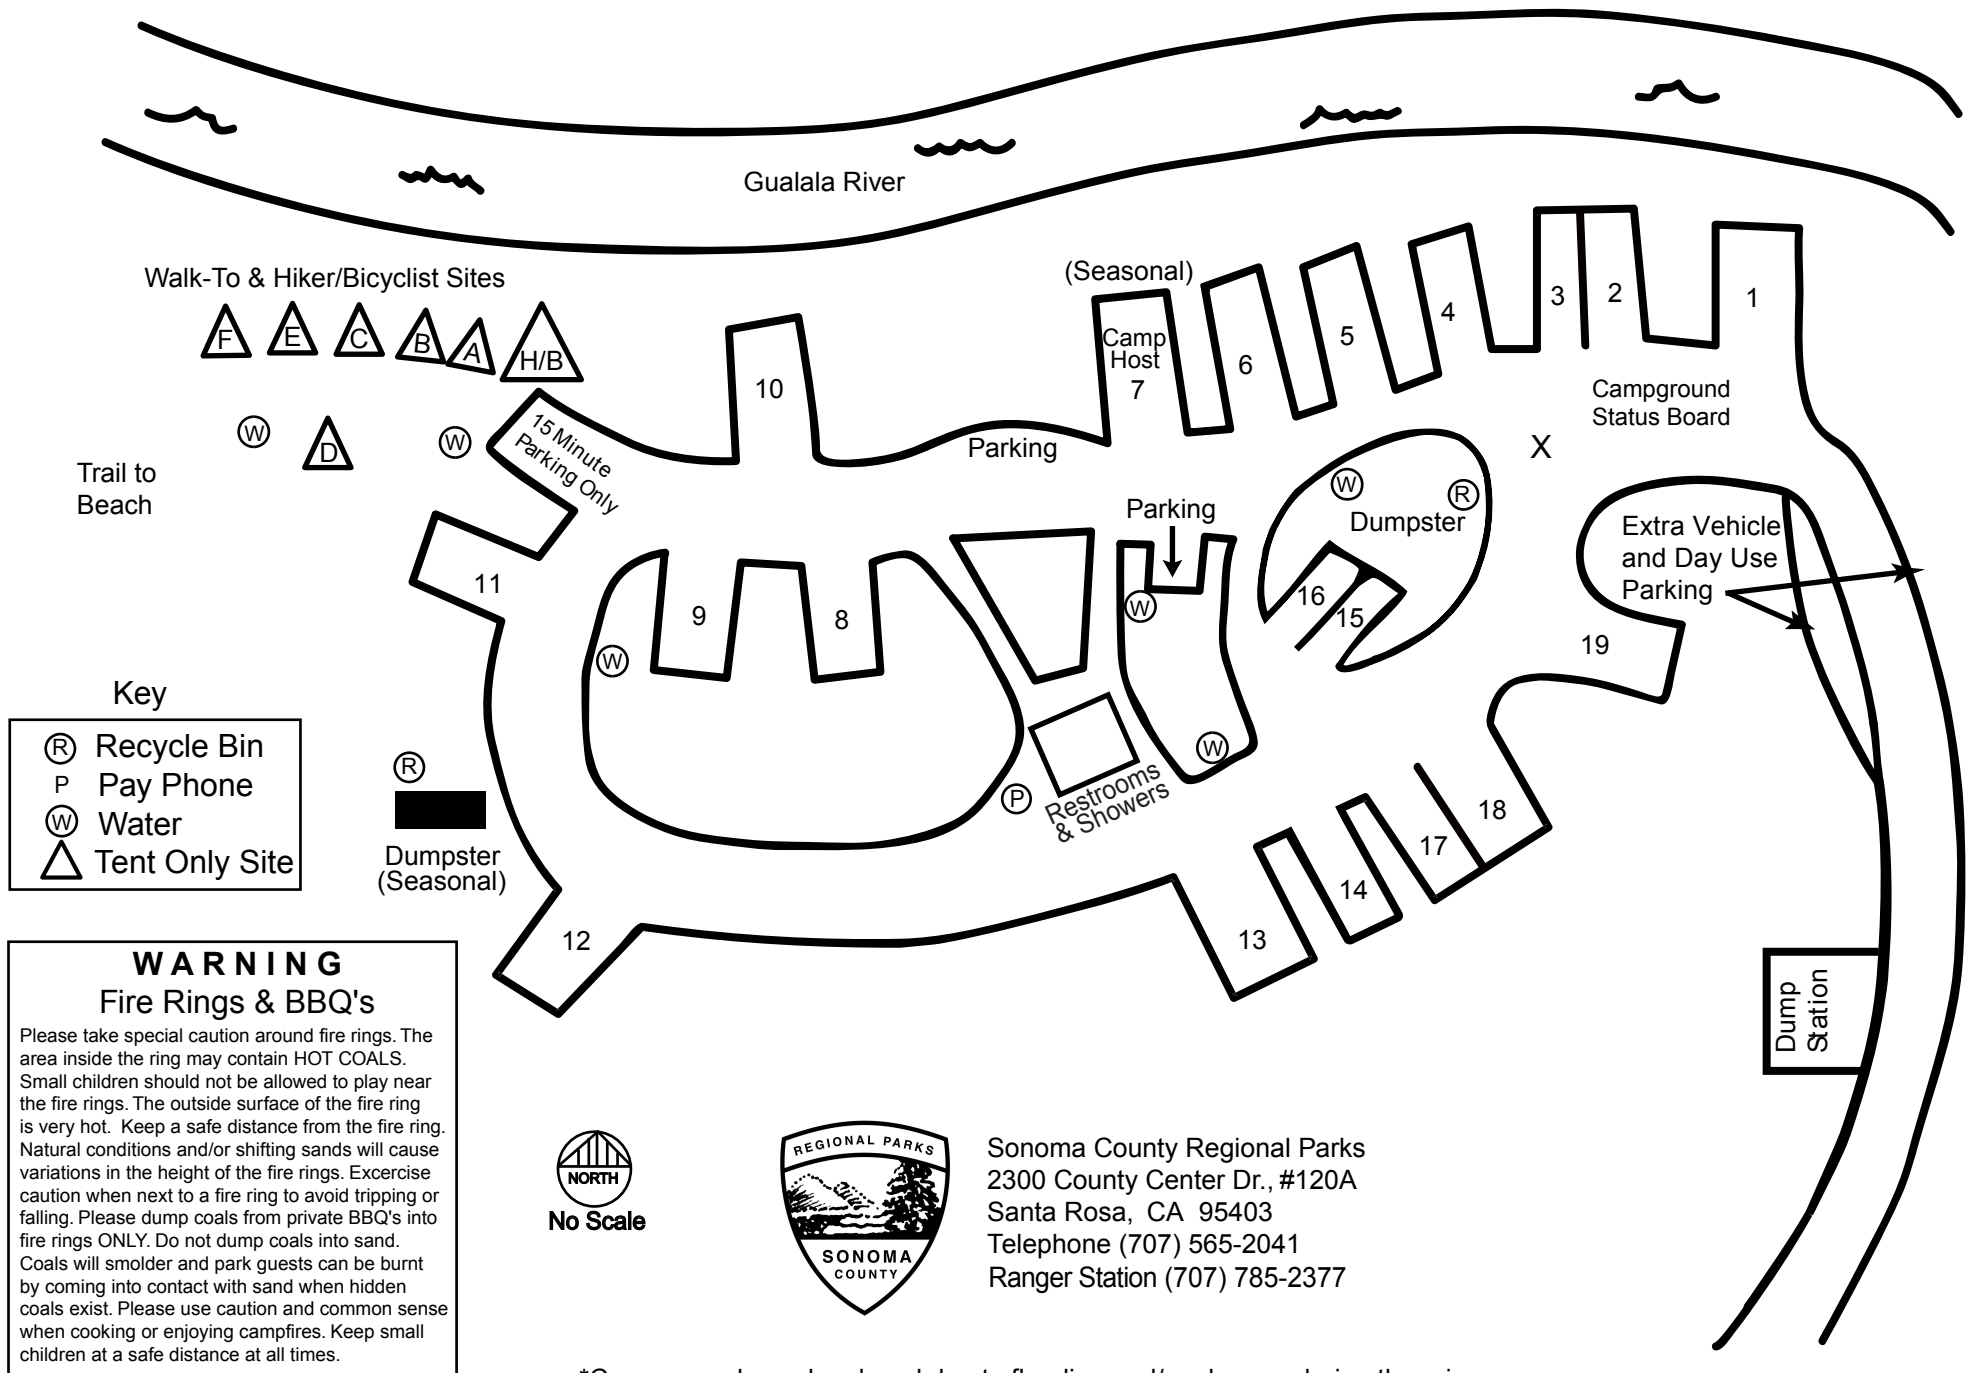 Gualala River
Walk-To & Hiker/Bicyclist Sites
F
E
C
B
A
H/B
W
D
W
Trail to
Beach
15 Minute
Parking Only
10
Parking
(Seasonal)
Camp
Host
7
6
5
4
3
2
1
Campground
Status Board
X
11
9
8
W
Parking
W
W
W
R
Dumpster
16
15
Extra Vehicle
and Day Use
Parking
19
18
17
14
13
12
P
Restrooms
& Showers
R
Dumpster
(Seasonal)
Key
R Recycle Bin
P Pay Phone
W Water
Tent Only Site
Dump
Station
WARNING
Fire Rings & BBQ's
Please take special caution around fire rings. The
area inside the ring may contain HOT COALS.
Small children should not be allowed to play near
the fire rings. The outside surface of the fire ring
is very hot. Keep a safe distance from the fire ring.
Natural conditions and/or shifting sands will cause
variations in the height of the fire rings. Excercise
caution when next to a fire ring to avoid tripping or
falling. Please dump coals from private BBQ's into
fire rings ONLY. Do not dump coals into sand.
Coals will smolder and park guests can be burnt
by coming into contact with sand when hidden
coals exist. Please use caution and common sense
when cooking or enjoying campfires. Keep small
children at a safe distance at all times.
NORTH
No Scale
REGIONAL PARKS
SONOMA
COUNTY
Sonoma County Regional Parks
2300 County Center Dr., #120A
Santa Rosa, CA 95403
Telephone (707) 565-2041
Ranger Station (707) 785-2377